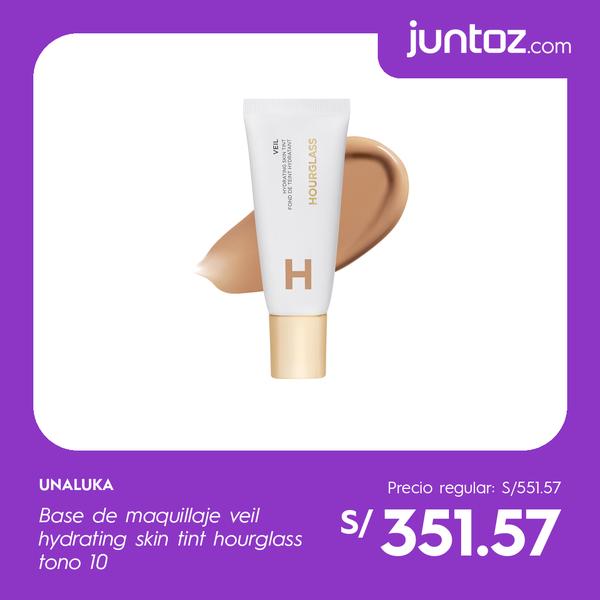 juntoz.com
VEIL
HYDRATING SKIN TINT
FOND DE TEINT HYDRATANT
HOURGLASS
H
UNALUKA
Base de maquillaje veil
hydrating skin tint hourglass
tono 10
Precio regular: S/551.57
S/ 351.57